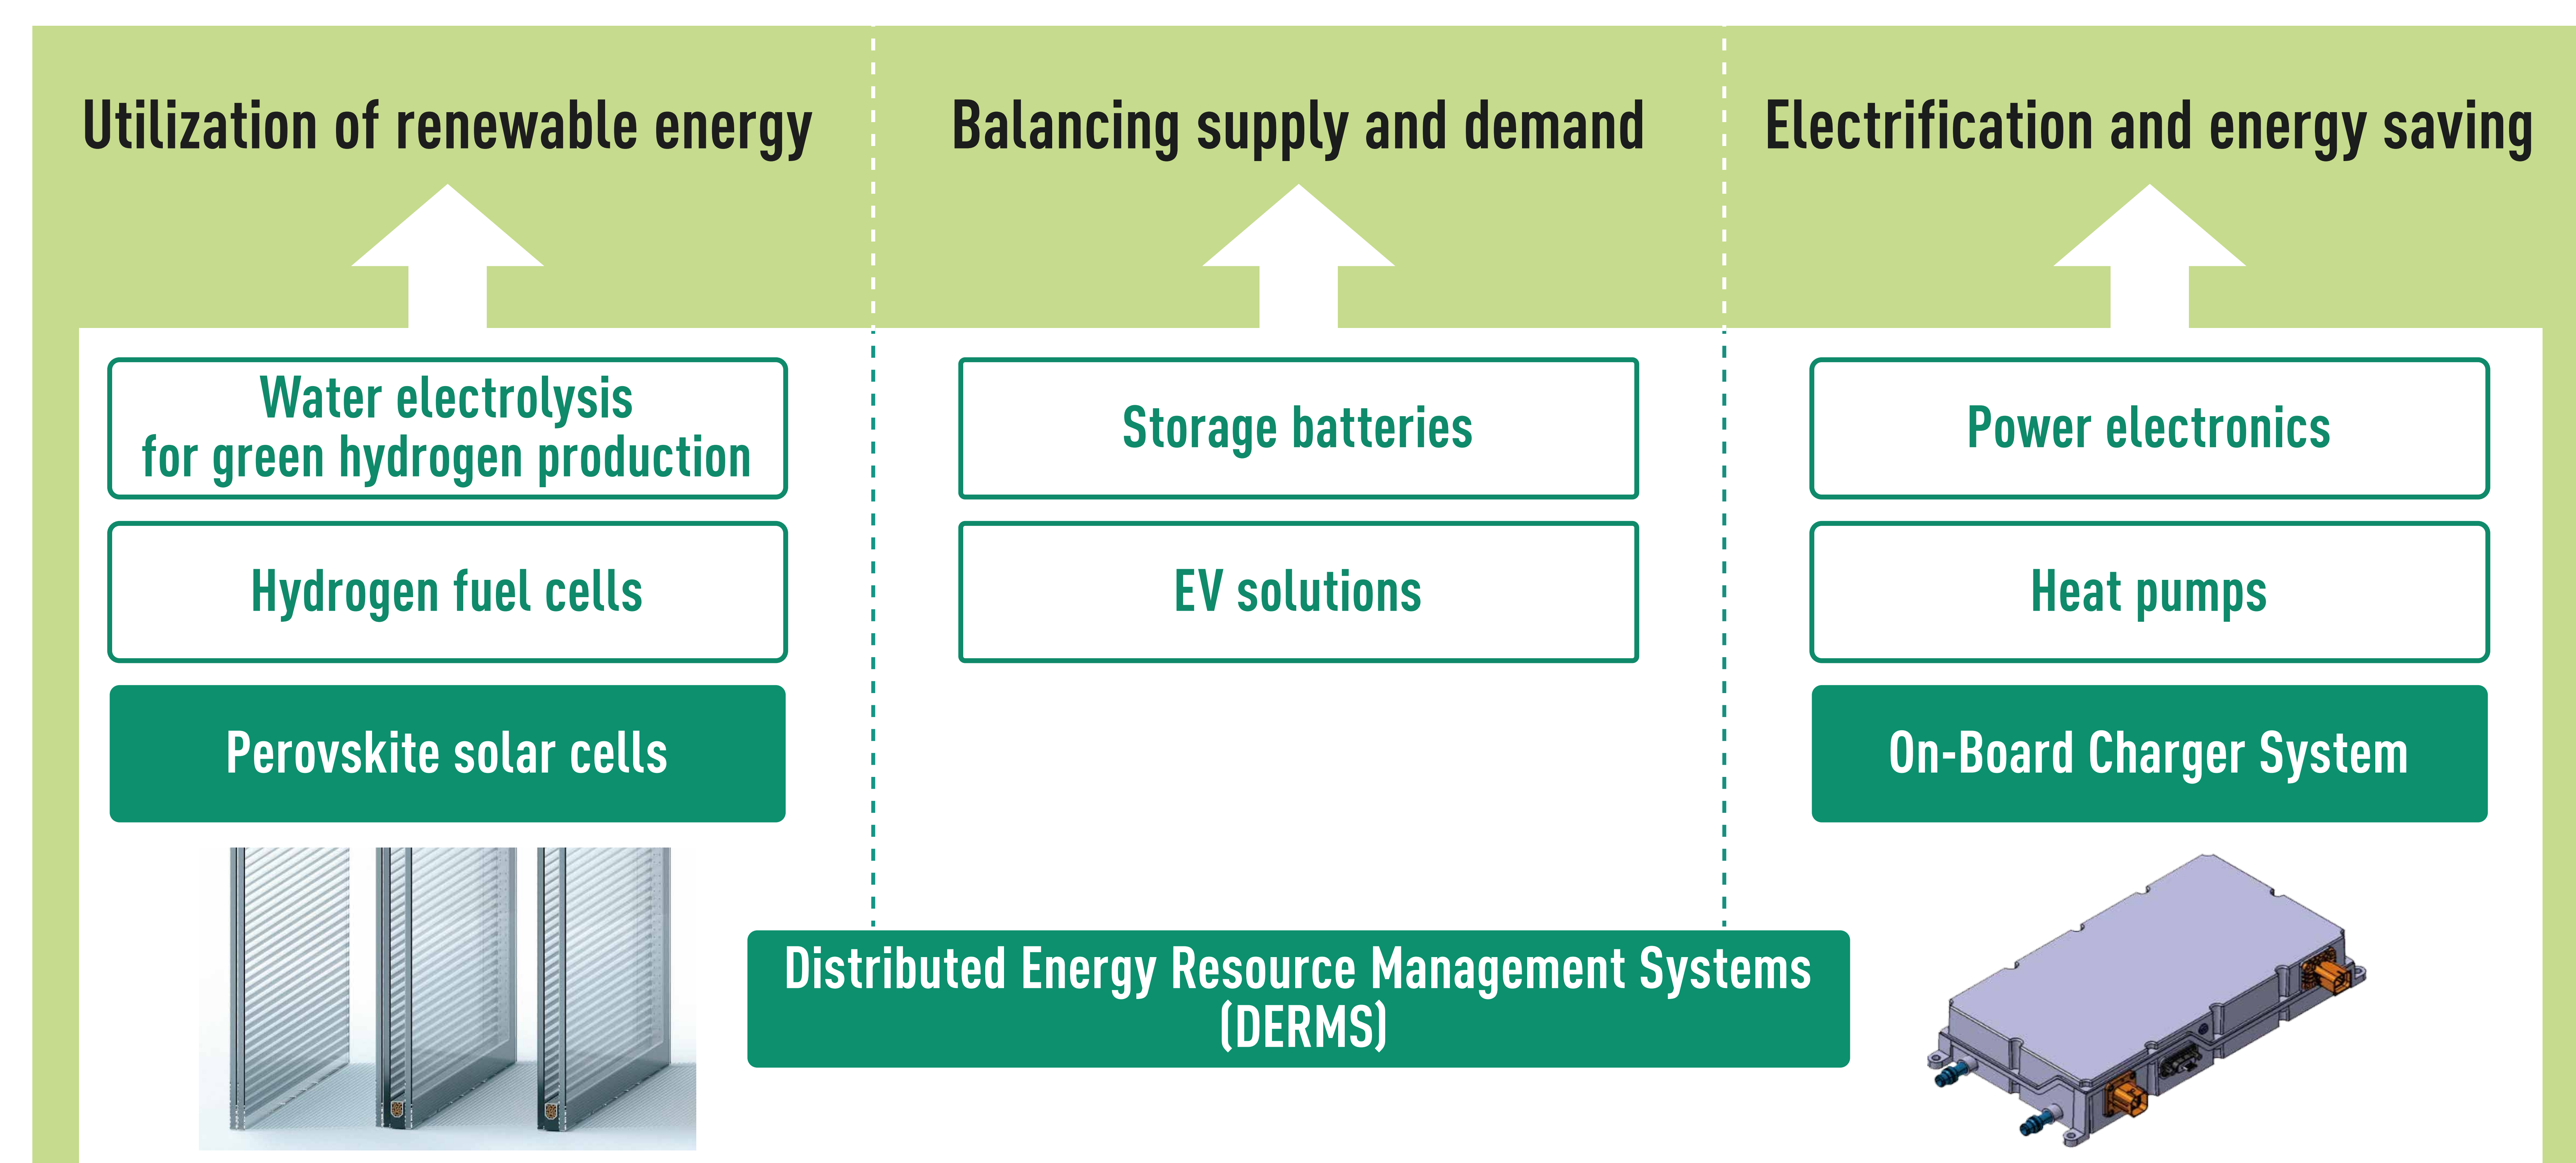 Utilization of renewable energy
Balancing supply and demand
Electrification and energy saving
Water electrolysis
for green hydrogen production
Storage batteries
Power electronics
Hydrogen fuel cells
EV solutions
Heat pumps
Perovskite solar cells
On-Board Charger System
Distributed Energy Resource Management Systems
(DERMS)